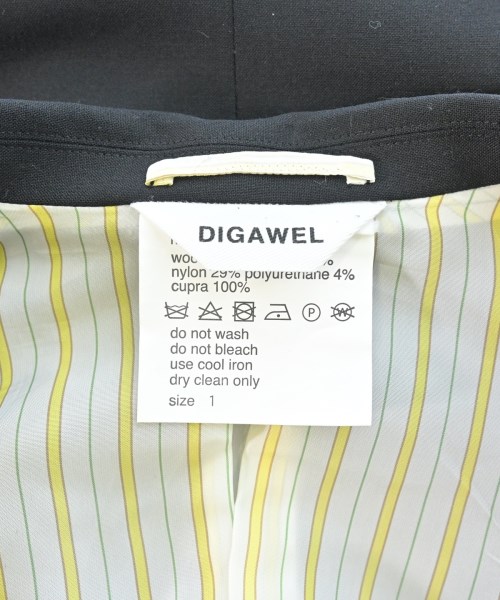 DIGAWEL
%
nylon 29% polyurethane 4%
cupra 100%
P
W
do not wash
do not bleach
use cool iron
dry clean only
size 1